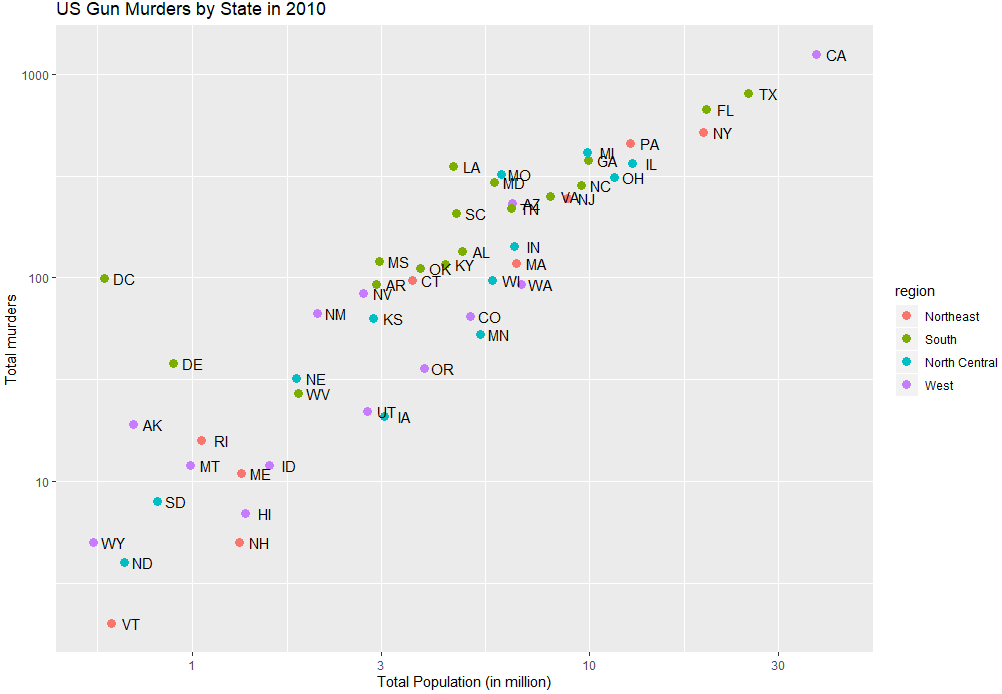 US Gun Murders by State in 2010
CA
1000
TX
FL
NY
PA
MI
GA
IL
LA
MO
OH
MD
NC
VA
NJ
AZ
TN
SC
IN
AL
MS
KY
MA
OK
DC
100
CT
WI
WA
AR
NV
region
NM
KS
CO
Northeast
MN
South
Total murders
DE
OR
North Central
NE
West
WV
UT
IA
AK
RI
MT
ID
ME
10
SD
HI
WY
NH
ND
VT
1
3
10
30
Total Population (in million)